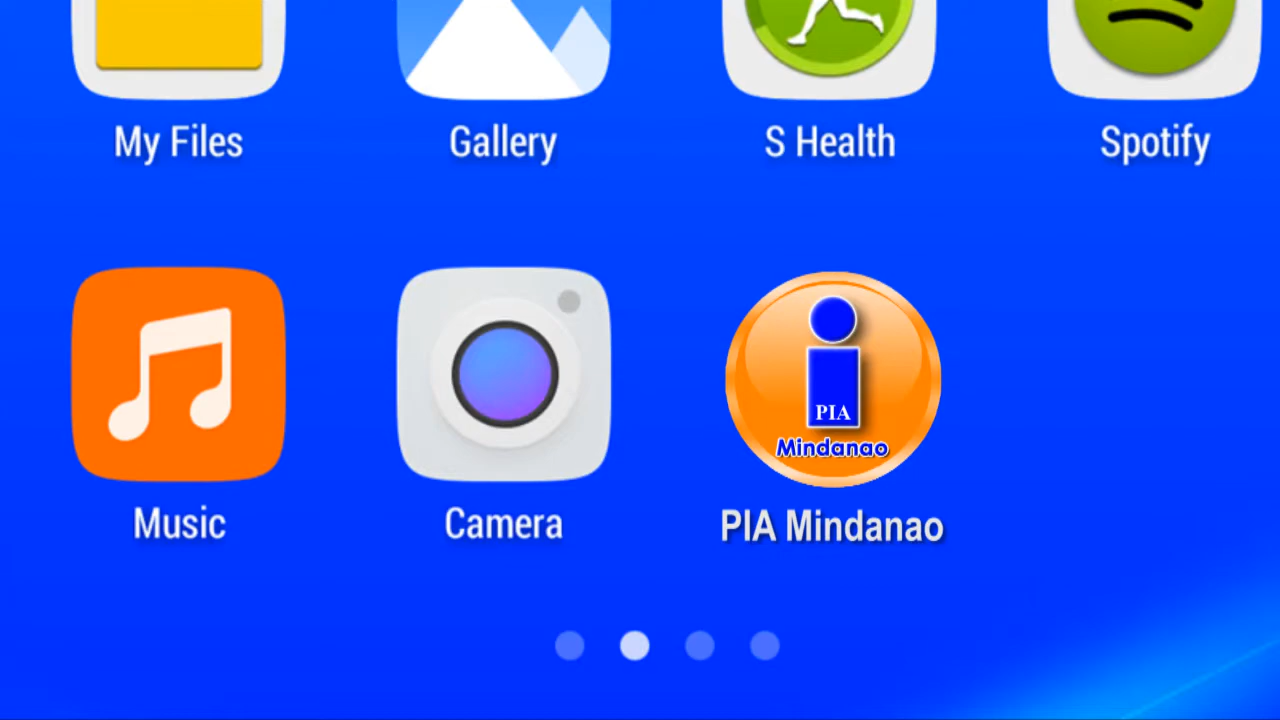 My Files
Gallery
S Health
Spotify
PIA
Mindanao
Music
Camera
PIA Mindanao